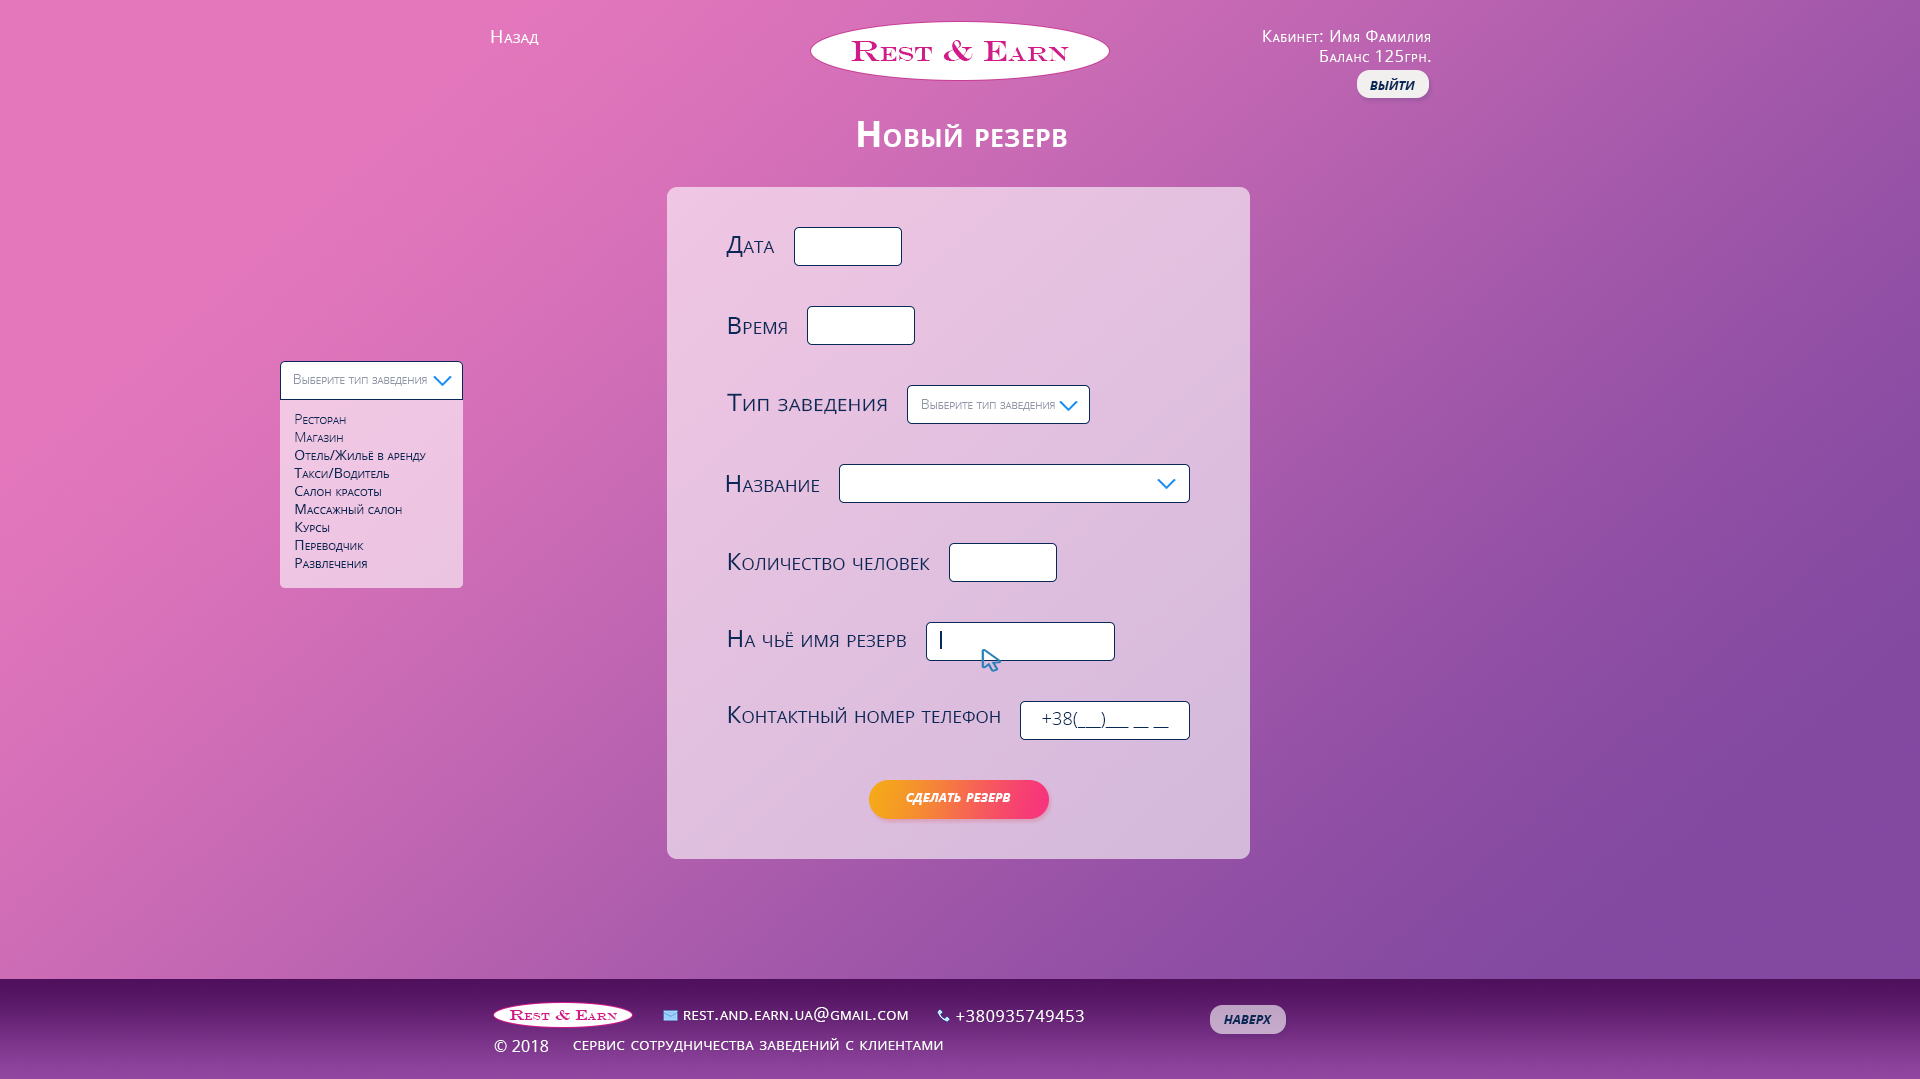 Назад
Rest & Earn
Кабинет: Имя Фамилия
Баланс 125грн.
выйти
Новый резерв
Дата
Время
Тип заведения
Выберите тип заведения
Название
Количество человек
На чьё имя резерв
Контактный номер телефон
+38(___)___ __ __
сделать резерв
Выберите тип заведения
Ресторан
Магазин
Отель/Жильё в аренду
Такси/Водитель
Салон красоты
Массажный салон
Курсы
Переводчик
Развлечения
Rest & Earn
rest.and.earn.ua@gmail.com
+380935749453
наверх
© 2018
сервис сотрудничества заведений с клиентами